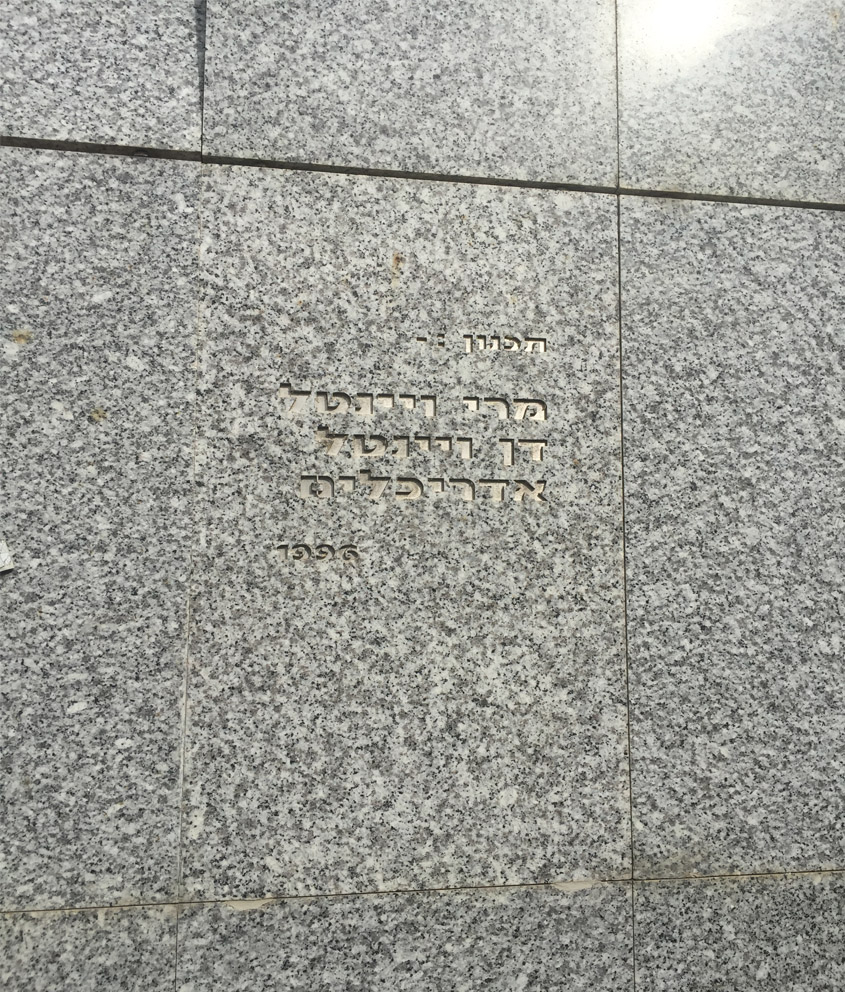 תכנון :-
מרי ויינטל
דן ויינטל
אדריכלים
1996